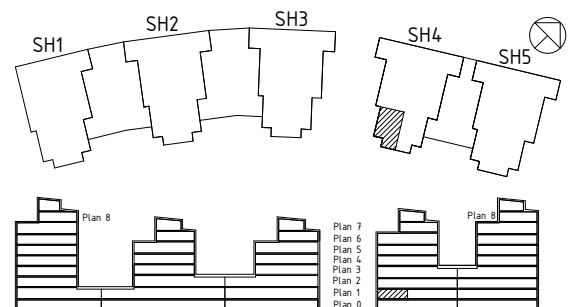 SH1
SH2
SH3
SH4
SH5
Plan 8
Plan 7
Plan 6
Plan 5
Plan 4
Plan 3
Plan 2
Plan 1
Plan 0
Plan 8